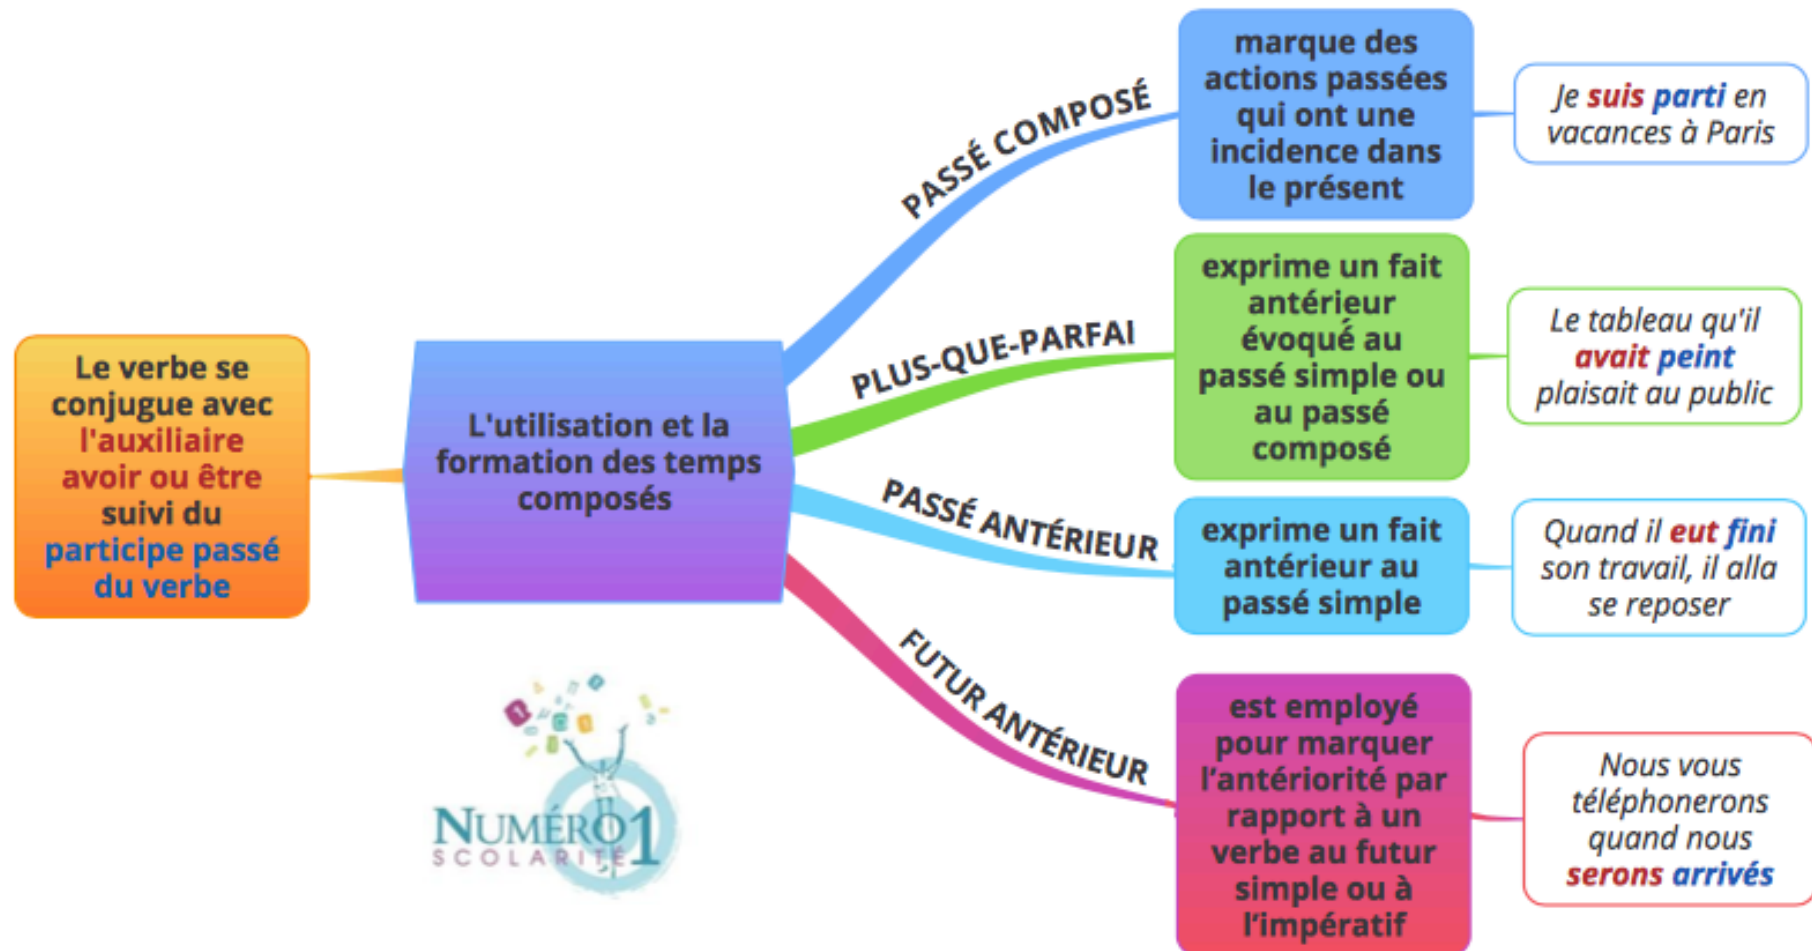 Le verbe se
conjugue avec
l'auxiliaire
avoir ou être
suivi du
participe passé
du verbe
L'utilisation et la
formation des temps
composés
PASSÉ COMPOSÉ
marque des
actions passées
qui ont une
incidence dans
le présent
Je suis parti en
vacances à Paris
PLUS-QUE-PARFAI
exprime un fait
antérieur
évoqué au
passé simple ou
au passé
composé
Le tableau qu'il
avait peint
plaisait au public
PASSÉ ANTÉRIEUR
exprime un fait
antérieur au
passé simple
Quand il eut fini
son travail, il alla
se reposer
FUTUR ANTÉRIEUR
est employé
pour marquer
l’antériorité par
rapport à un
verbe au futur
simple ou à
l’impératif
Nous vous
téléphonerons
quand nous
serons arrivés
NUMÉRO1
SCOLARITÉ